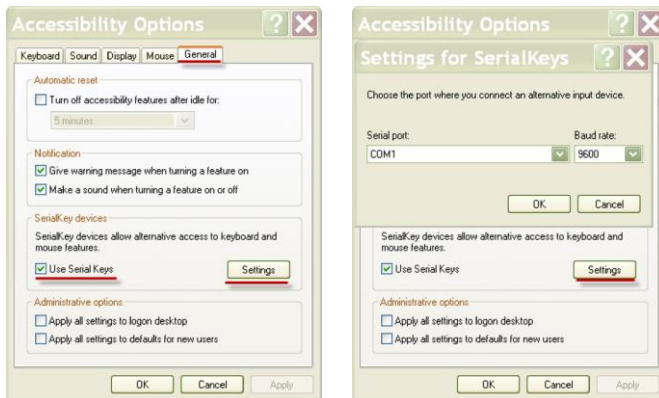 Accessibility Options
Keyboard Sound Display Mouse General
Automatic reset
Turn off accessibility features after idle for:
5 minutes
Notification
Give warning message when turning a feature on
Make a sound when turning a feature on or off
SerialKey devices
SerialKey devices allow alternative access to keyboard and
mouse features.
Use Serial Keys
Settings
Administrative options
Apply all settings to logon desktop
Apply all settings to defaults for new users
OK Cancel Apply
Accessibility Options
Settings for SerialKeys
Choose the port where you connect an alternative input device.
Serial port: Baud rate:
COM1 9600
OK Cancel
SerialKey devices allow alternative access to keyboard and
mouse features.
Use Serial Keys
Settings
Administrative options
Apply all settings to logon desktop
Apply all settings to defaults for new users
OK Cancel Apply